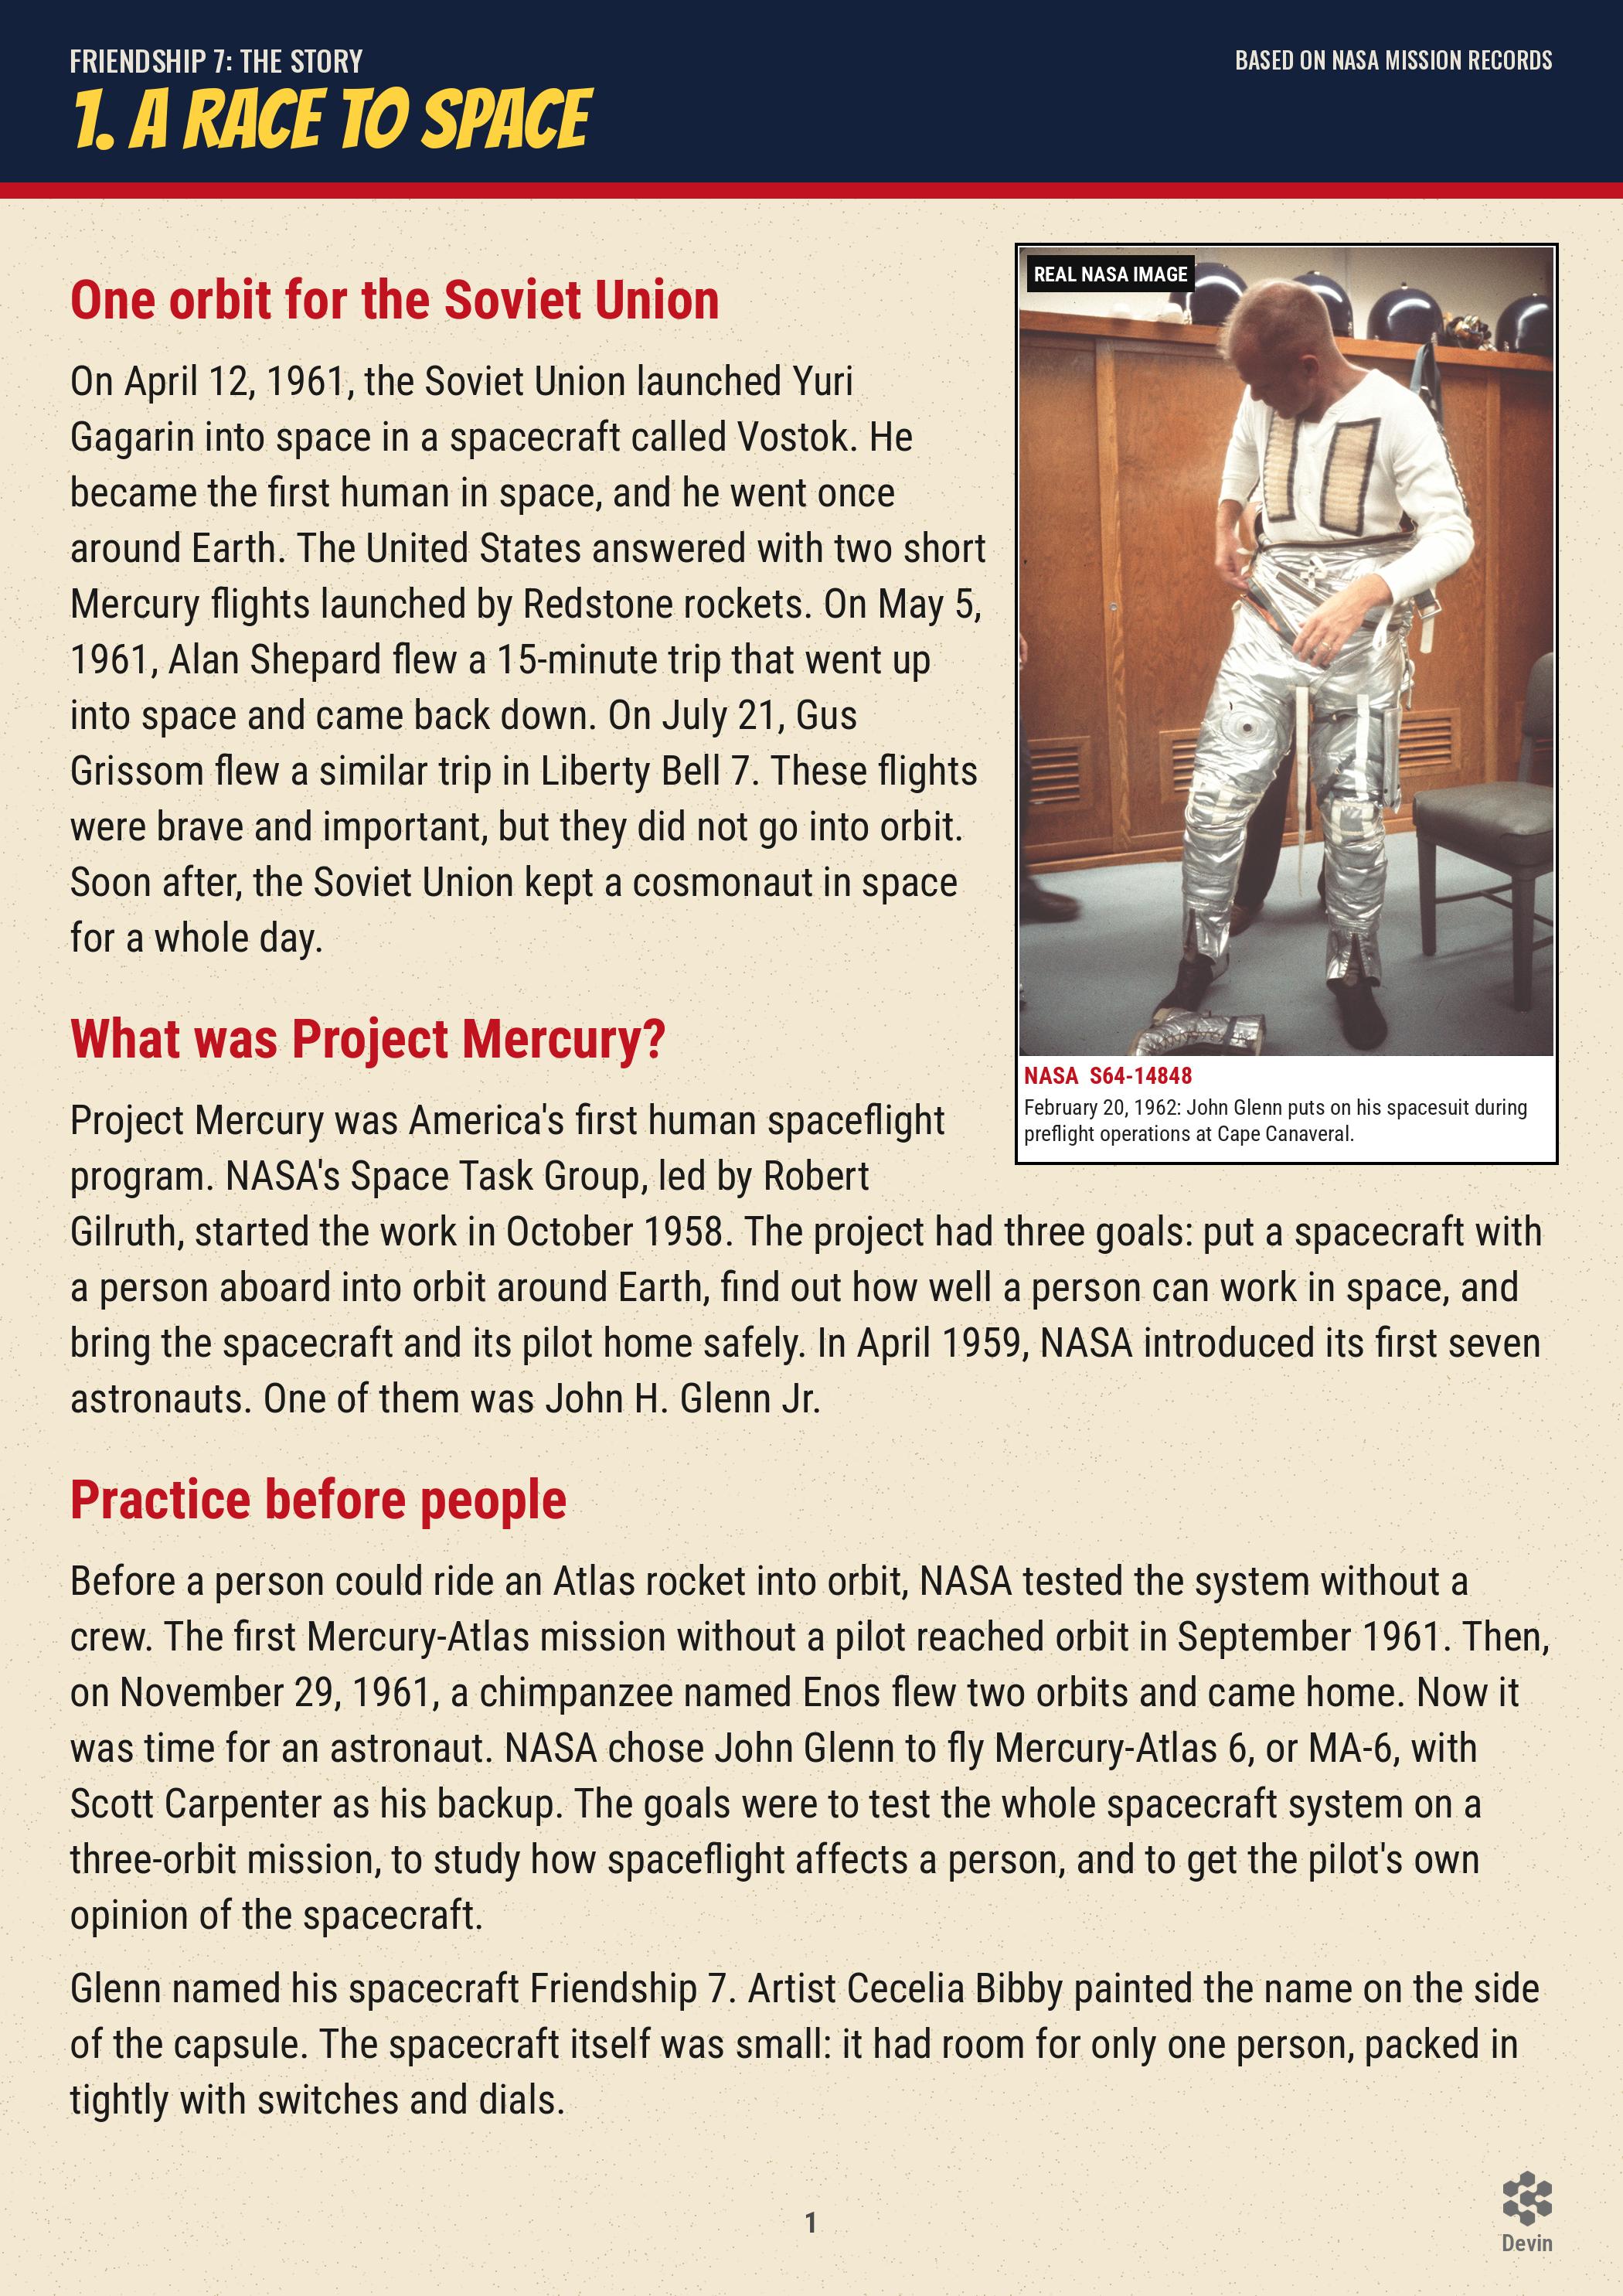 FRIENDSHIP 7: THE STORY
BASED ON NASA MISSION RECORDS
1. A RACE TO SPACE
One orbit for the Soviet Union
On April 12, 1961, the Soviet Union launched Yuri
Gagarin into space in a spacecraft called Vostok. He
became the first human in space, and he went once
around Earth. The United States answered with two short
Mercury flights launched by Redstone rockets. On May 5,
1961, Alan Shepard flew a 15-minute trip that went up
into space and came back down. On July 21, Gus
Grissom flew a similar trip in Liberty Bell 7. These flights
were brave and important, but they did not go into orbit.
Soon after, the Soviet Union kept a cosmonaut in space
for a whole day.
REAL NASA IMAGE
NASA S64-14848
February 20, 1962: John Glenn puts on his spacesuit during
preflight operations at Cape Canaveral.
What was Project Mercury?
Project Mercury was America's first human spaceflight
program. NASA's Space Task Group, led by Robert
Gilruth, started the work in October 1958. The project had three goals: put a spacecraft with
a person aboard into orbit around Earth, find out how well a person can work in space, and
bring the spacecraft and its pilot home safely. In April 1959, NASA introduced its first seven
astronauts. One of them was John H. Glenn Jr.
Practice before people
Before a person could ride an Atlas rocket into orbit, NASA tested the system without a
crew. The first Mercury-Atlas mission without a pilot reached orbit in September 1961. Then,
on November 29, 1961, a chimpanzee named Enos flew two orbits and came home. Now it
was time for an astronaut. NASA chose John Glenn to fly Mercury-Atlas 6, or MA-6, with
Scott Carpenter as his backup. The goals were to test the whole spacecraft system on a
three-orbit mission, to study how spaceflight affects a person, and to get the pilot's own
opinion of the spacecraft.
Glenn named his spacecraft Friendship 7. Artist Cecelia Bibby painted the name on the side
of the capsule. The spacecraft itself was small: it had room for only one person, packed in
tightly with switches and dials.
1
Devin